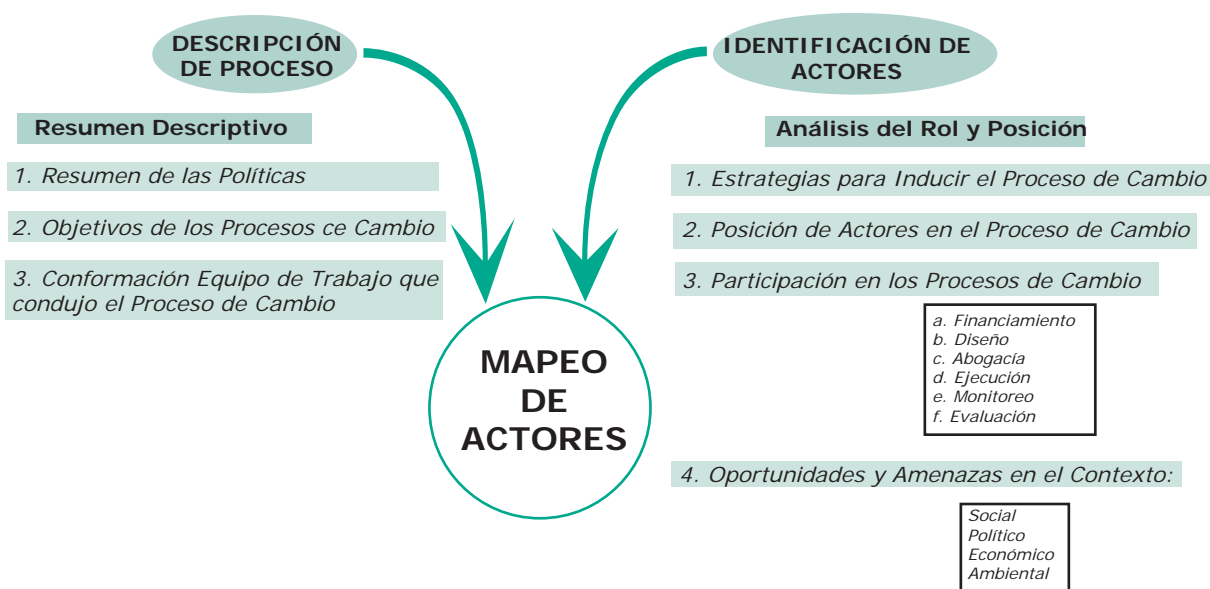 DESCRIPCIÓN
DE PROCESO
Resumen Descriptivo
1. Resumen de las Políticas
2. Objetivos de los Procesos ce Cambio
3. Conformación Equipo de Trabajo que
condujo el Proceso de Cambio
IDENTIFICACIÓN DE
ACTORES
Análisis del Rol y Posición
1. Estrategias para Inducir el Proceso de Cambio
2. Posición de Actores en el Proceso de Cambio
3. Participación en los Procesos de Cambio
a. Financiamiento
b. Diseño
c. Abogacía
d. Ejecución
e. Monitoreo
f. Evaluación
4. Oportunidades y Amenazas en el Contexto:
Social
Político
Económico
Ambiental
MAPEO
DE
ACTORES